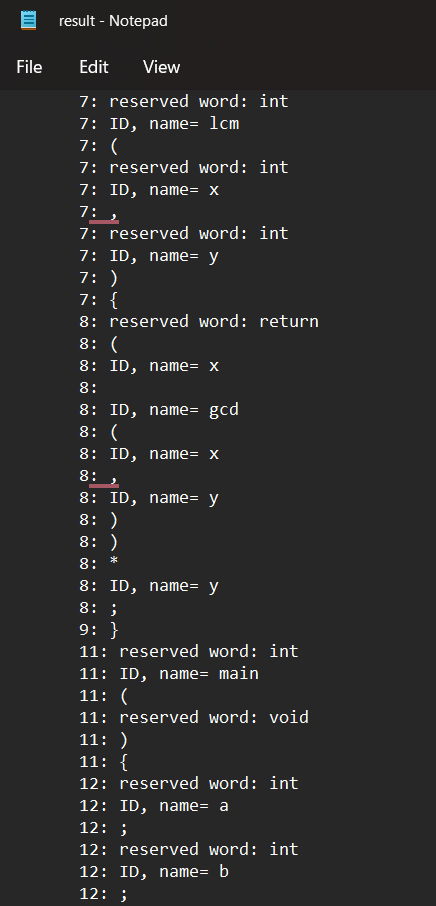 result - Notepad
File Edit View
7: reserved word: int
7: ID, name= lcm
7: (
7: reserved word: int
7: ID, name= x
7: ,
7: reserved word: int
7: ID, name= y
7: )
7: {
8: reserved word: return
8: (
8: ID, name= x
8:
8: ID, name= gcd
8: (
8: ID, name= x
8: ,
8: ID, name= y
8: )
8: )
8: *
8: ID, name= y
8: ;
9: }
11: reserved word: int
11: ID, name= main
11: (
11: reserved word: void
11: )
11: {
12: reserved word: int
12: ID, name= a
12: ;
12: reserved word: int
12: ID, name= b
12: ;